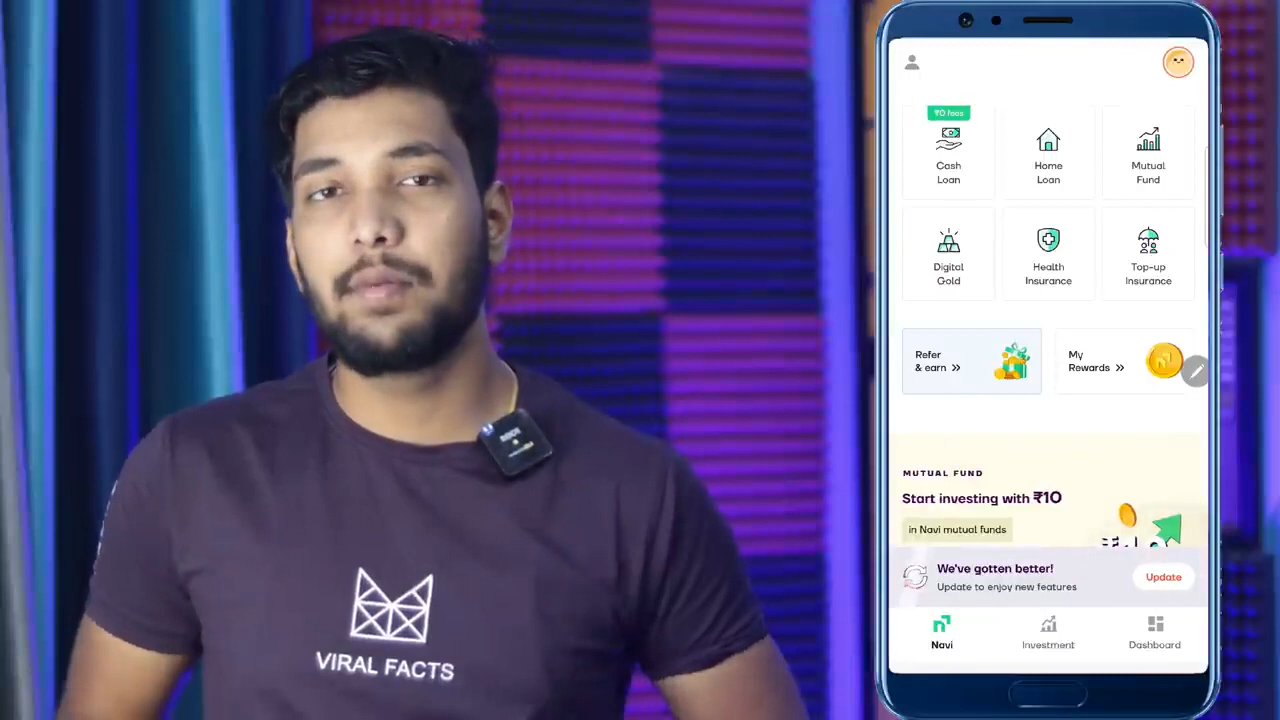 VIRAL FACTS
₹0 fees
Cash
Loan
Home
Loan
Mutual
Fund
Digital
Gold
Health
Insurance
Top-up
Insurance
Refer
& earn »
My
Rewards »
MUTUAL FUND
Start investing with ₹10
in Navi mutual funds
We've gotten better!
Update to enjoy new features
Update
Navi
Investment
Dashboard